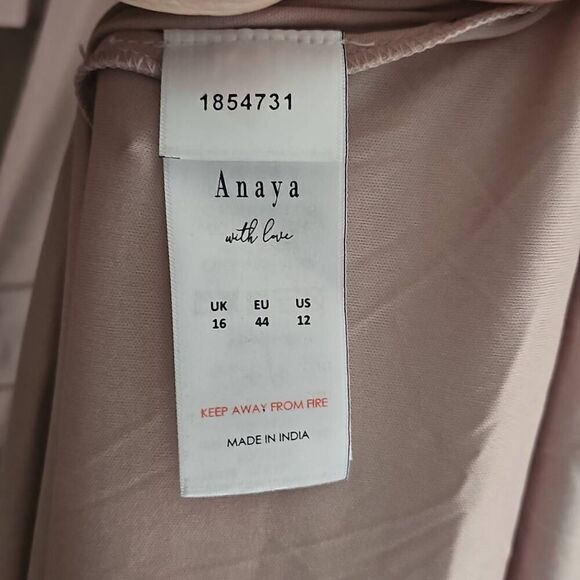 1854731
Anaya
with love
UK EU US
16 44 12
KEEP AWAY FROM FIRE
MADE IN INDIA